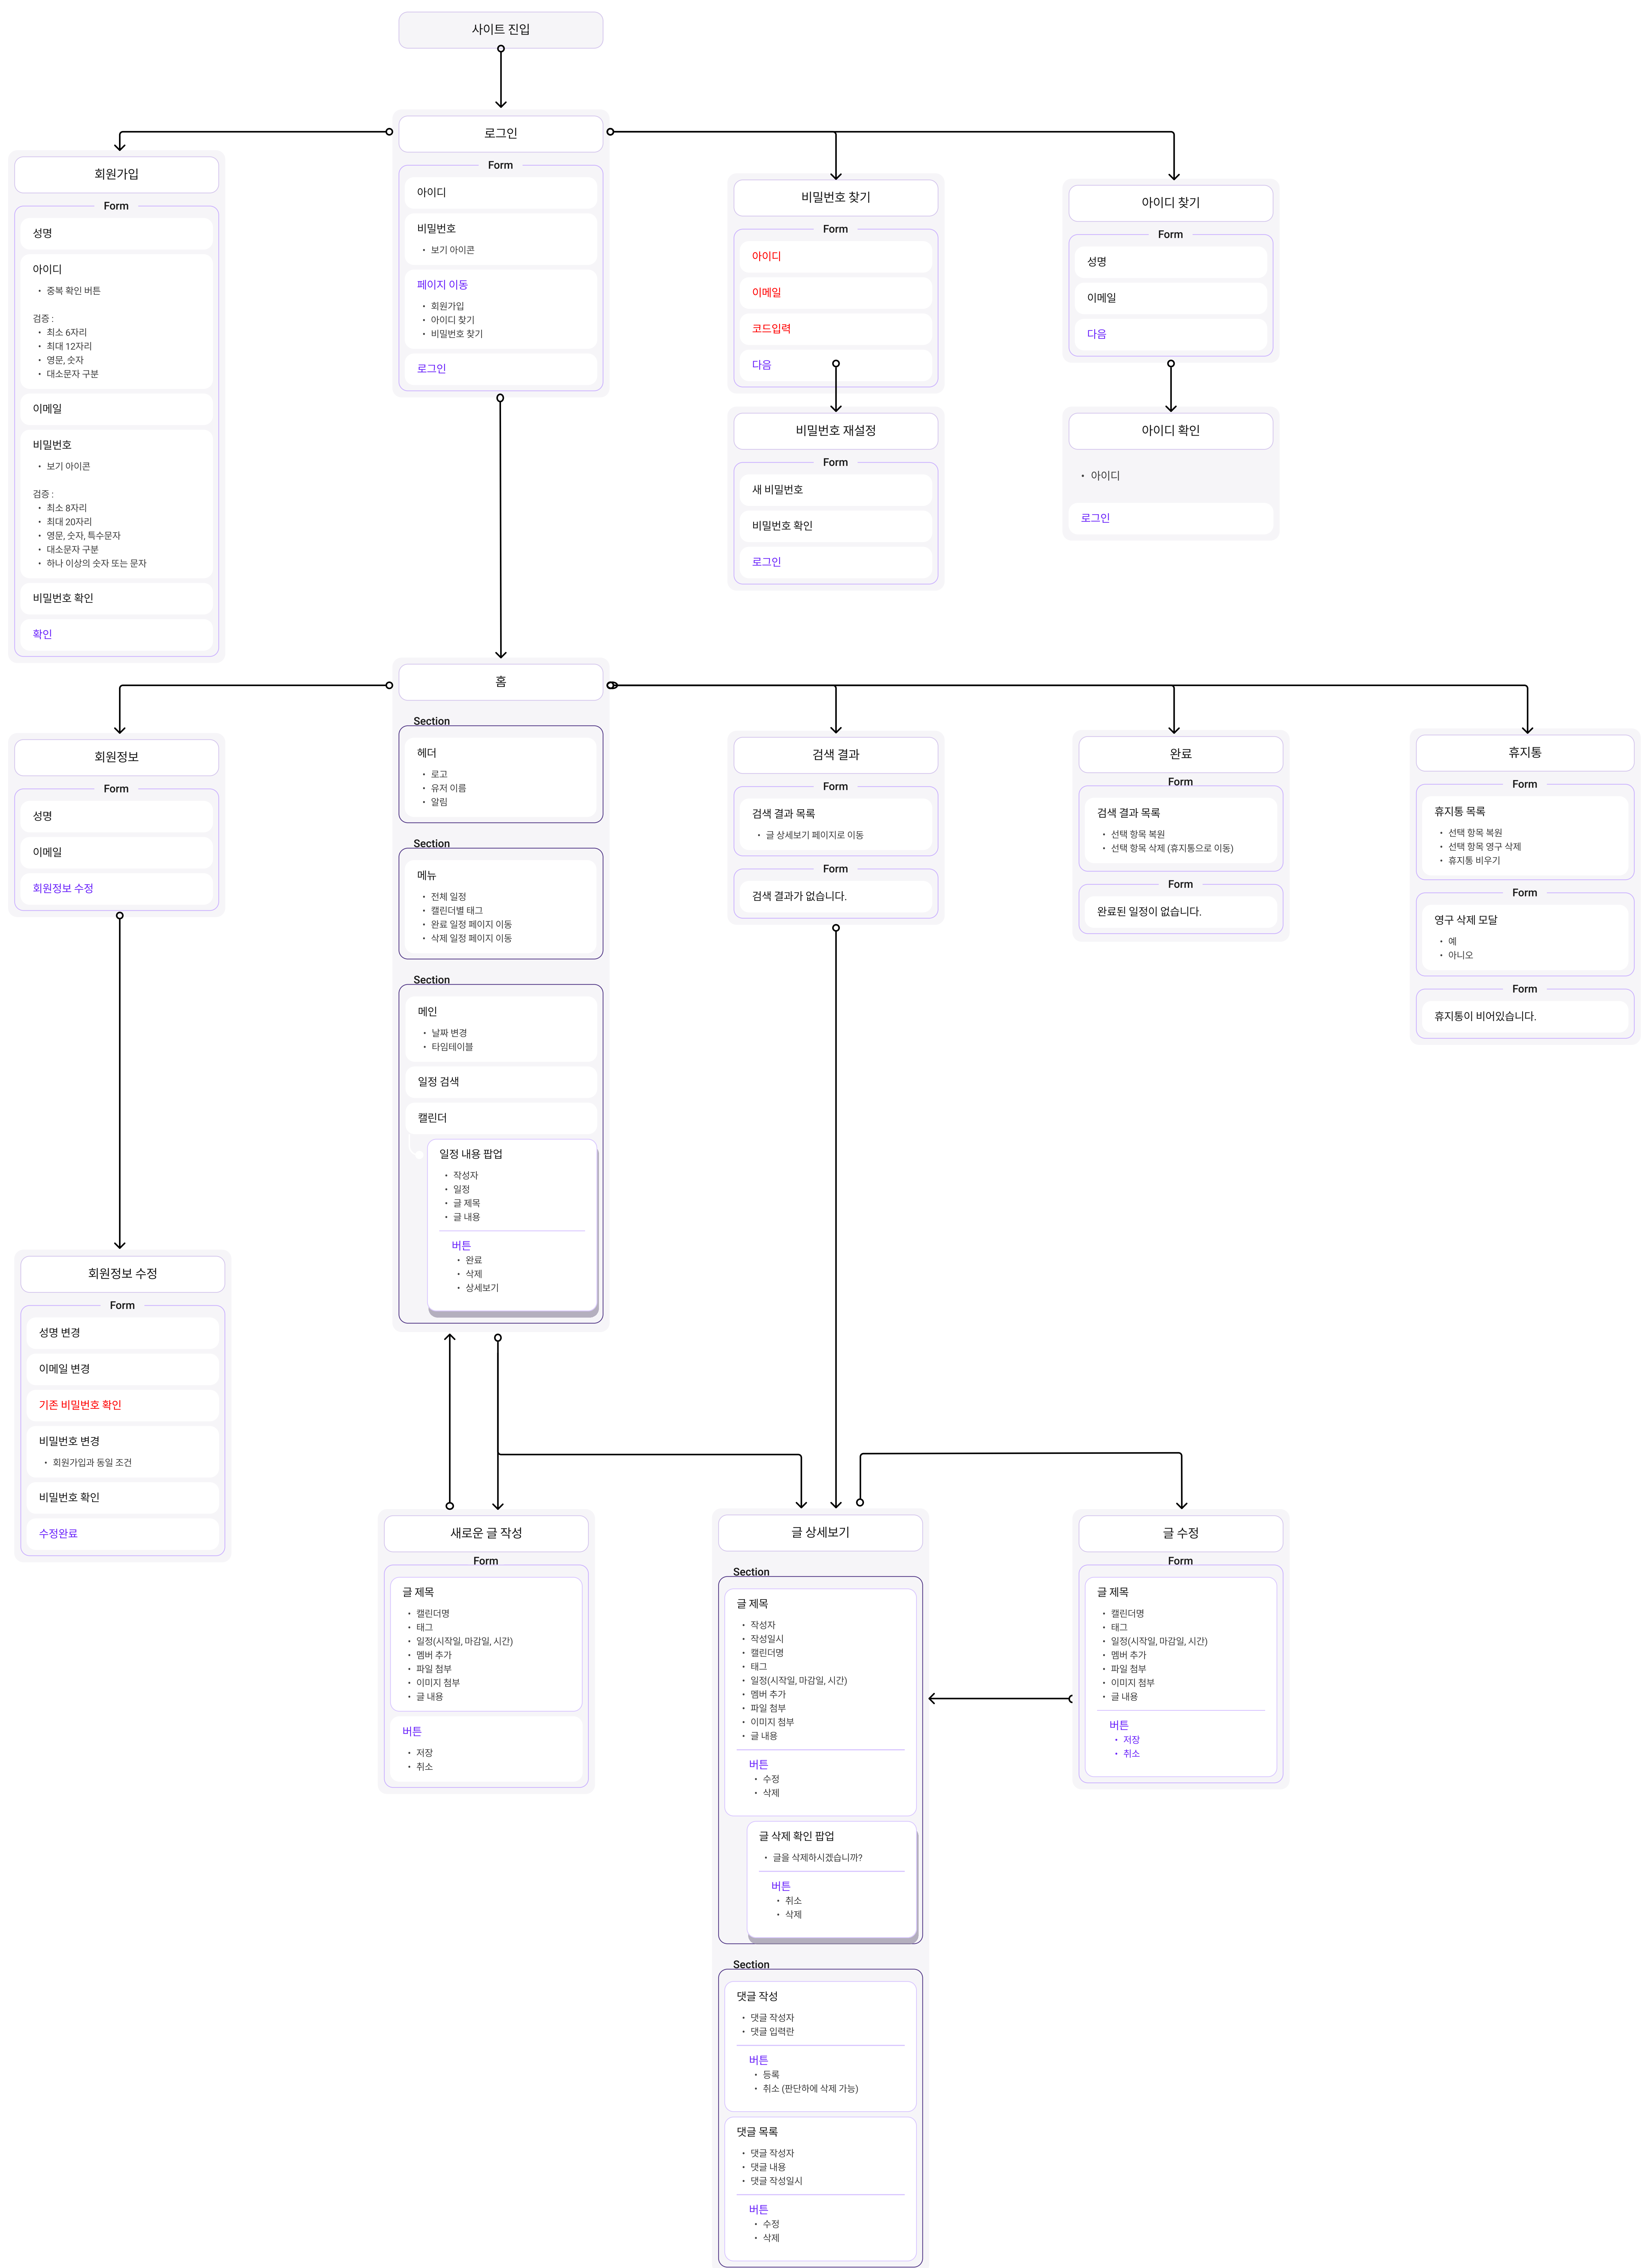 사이트 진입
로그인
Form
아이디
비밀번호
• 보기 아이콘
페이지 이동
• 회원가입
• 아이디 찾기
• 비밀번호 찾기
로그인
회원가입
Form
성명
아이디
• 중복 확인 버튼
검증 :
• 최소 6자리
• 최대 12자리
• 영문, 숫자
• 대소문자 구분
이메일
비밀번호
• 보기 아이콘
검증 :
• 최소 8자리
• 최대 20자리
• 영문, 숫자, 특수문자
• 대소문자 구분
• 하나 이상의 숫자 또는 문자
비밀번호 확인
확인
비밀번호 찾기
Form
아이디
이메일
코드입력
다음
비밀번호 재설정
Form
새 비밀번호
비밀번호 확인
로그인
아이디 찾기
Form
성명
이메일
다음
아이디 확인
• 아이디
로그인
홈
Section
헤더
• 로고
• 유저 이름
• 알림
Section
메뉴
• 전체 일정
• 캘린더별 태그
• 완료 일정 페이지 이동
• 삭제 일정 페이지 이동
Section
메인
• 날짜 변경
• 타임테이블
일정 검색
캘린더
일정 내용 팝업
• 작성자
• 일정
• 글 제목
• 글 내용
버튼
• 완료
• 삭제
• 상세보기
회원정보
Form
성명
이메일
회원정보 수정
회원정보 수정
Form
성명 변경
이메일 변경
기존 비밀번호 확인
비밀번호 변경
• 회원가입과 동일 조건
비밀번호 확인
수정완료
검색 결과
Form
검색 결과 목록
• 글 상세보기 페이지로 이동
Form
검색 결과가 없습니다.
완료
Form
검색 결과 목록
• 선택 항목 복원
• 선택 항목 삭제 (휴지통으로 이동)
Form
완료된 일정이 없습니다.
휴지통
Form
휴지통 목록
• 선택 항목 복원
• 선택 항목 영구 삭제
• 휴지통 비우기
Form
영구 삭제 모달
• 예
• 아니오
Form
휴지통이 비어있습니다.
새로운 글 작성
Form
글 제목
• 캘린더명
• 태그
• 일정(시작일, 마감일, 시간)
• 멤버 추가
• 파일 첨부
• 이미지 첨부
• 글 내용
버튼
• 저장
• 취소
글 상세보기
Section
글 제목
• 작성자
• 작성일시
• 캘린더명
• 태그
• 일정(시작일, 마감일, 시간)
• 멤버 추가
• 파일 첨부
• 이미지 첨부
• 글 내용
버튼
• 수정
• 삭제
글 삭제 확인 팝업
• 글을 삭제하시겠습니까?
버튼
• 취소
• 삭제
Section
댓글 작성
• 댓글 작성자
• 댓글 입력란
버튼
• 등록
• 취소 (판단하에 삭제 가능)
댓글 목록
• 댓글 작성자
• 댓글 내용
• 댓글 작성일시
버튼
• 수정
• 삭제
글 수정
Form
글 제목
• 캘린더명
• 태그
• 일정(시작일, 마감일, 시간)
• 멤버 추가
• 파일 첨부
• 이미지 첨부
• 글 내용
버튼
• 저장
• 취소